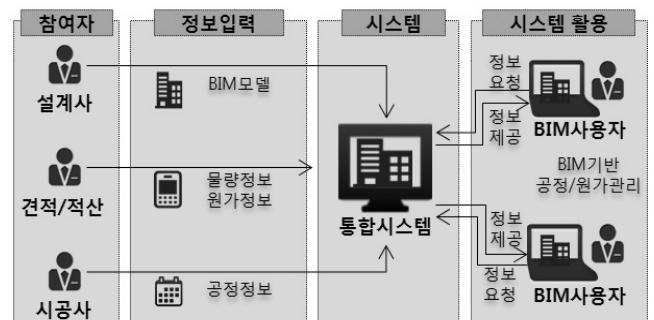 참여자
정보입력
시스템
시스템 활용
설계사
BIM모델
견적/적산
물량정보
원가정보
시공사
공정정보
통합시스템
정보
요청
정보
제공
BIM사용자
BIM기반
공정/원가관리
정보
제공
정보
요청
BIM사용자